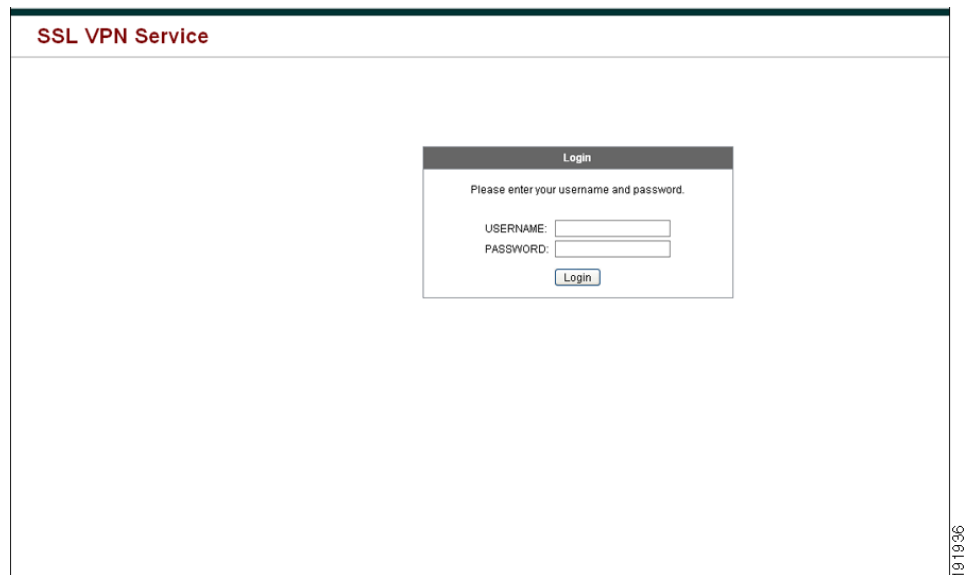 SSL VPN Service
Login
Please enter your username and password.
USERNAME:
PASSWORD:
Login
191936